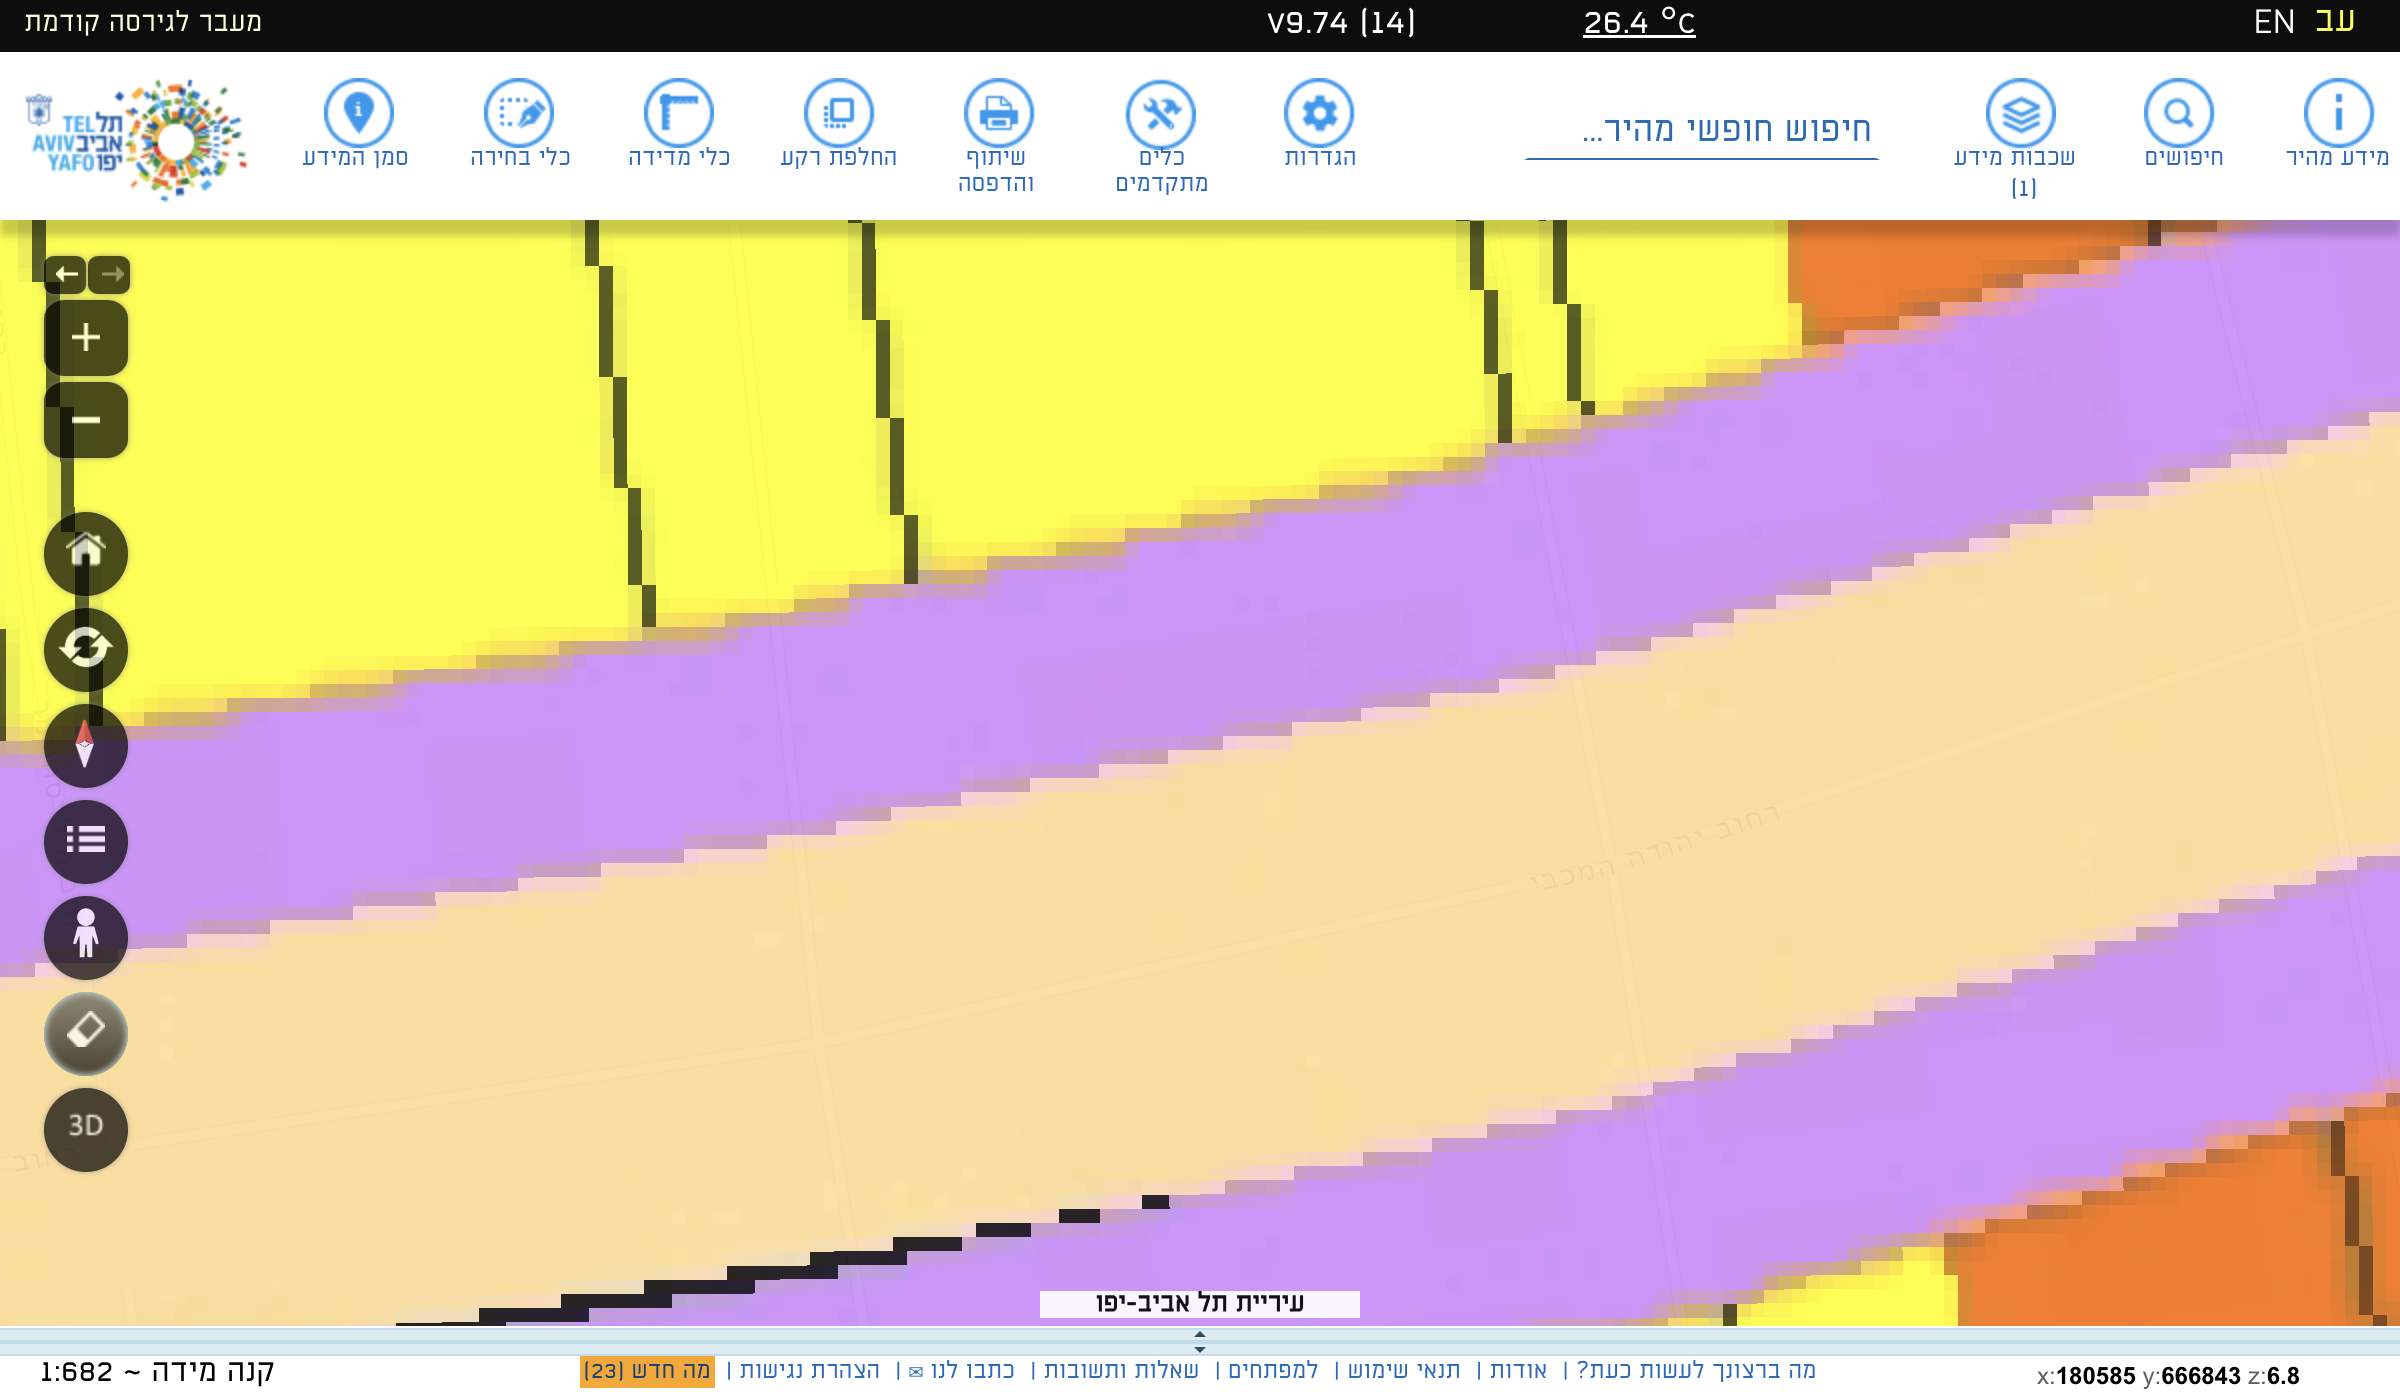 עב EN
26.4 °C
V9.74 (14)
מעבר לגירסה קודמת
מידע מהיר
חיפושים
שכבות מידע
(1)
חיפוש חופשי מהיר...
הגדרות
כלים
מתקדמים
שיתוף
והדפסה
החלפת רקע
כלי מדידה
כלי בחירה
סמן המידע
תל
אביב
יפו
TEL
AVIV
YAFO
רחוב יהודה המכבי
רחוב
3D
עיריית תל אביב-יפו
x:180585 y:666843 z:6.8
מה ברצונך לעשות כעת? | אודות | תנאי שימוש | למפתחים | שאלות ותשובות | כתבו לנו ✉ | הצהרת נגישות | מה חדש (23)
קנה מידה ~ 1:682